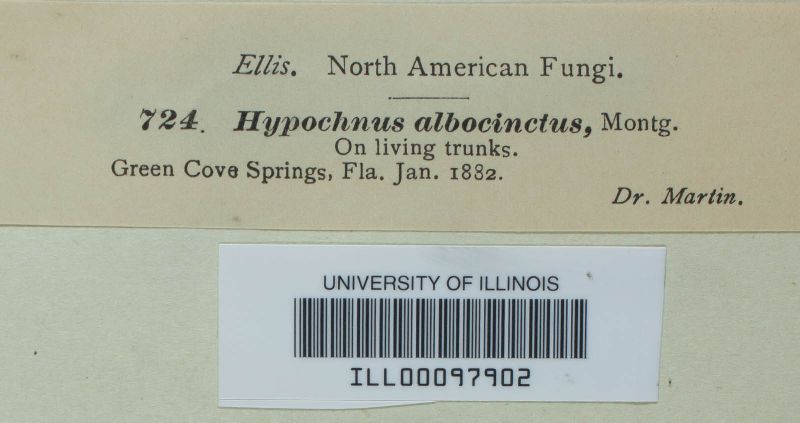 Ellis. North American Fungi.
724. Hypochnus albocinctus, Montg.
On living trunks.
Green Cove Springs, Fla. Jan. 1882.
Dr. Martin.
UNIVERSITY OF ILLINOIS
ILL00097902